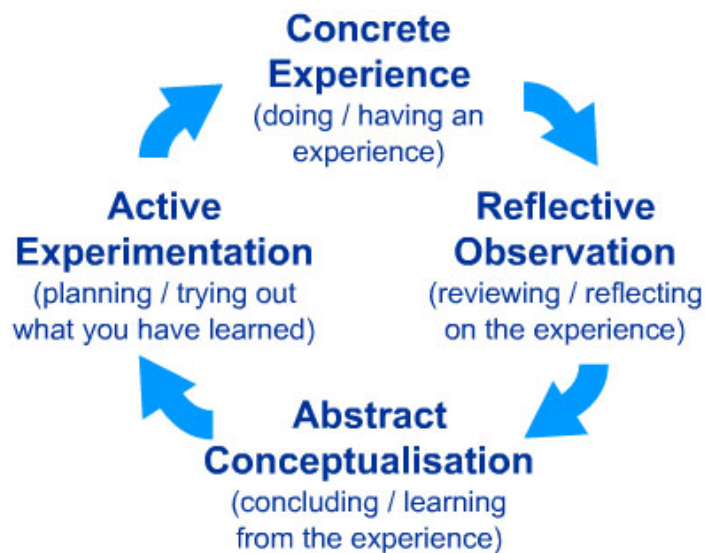 Concrete
Experience
(doing / having an
experience)
Reflective
Observation
(reviewing / reflecting
on the experience)
Abstract
Conceptualisation
(concluding / learning
from the experience)
Active
Experimentation
(planning / trying out
what you have learned)